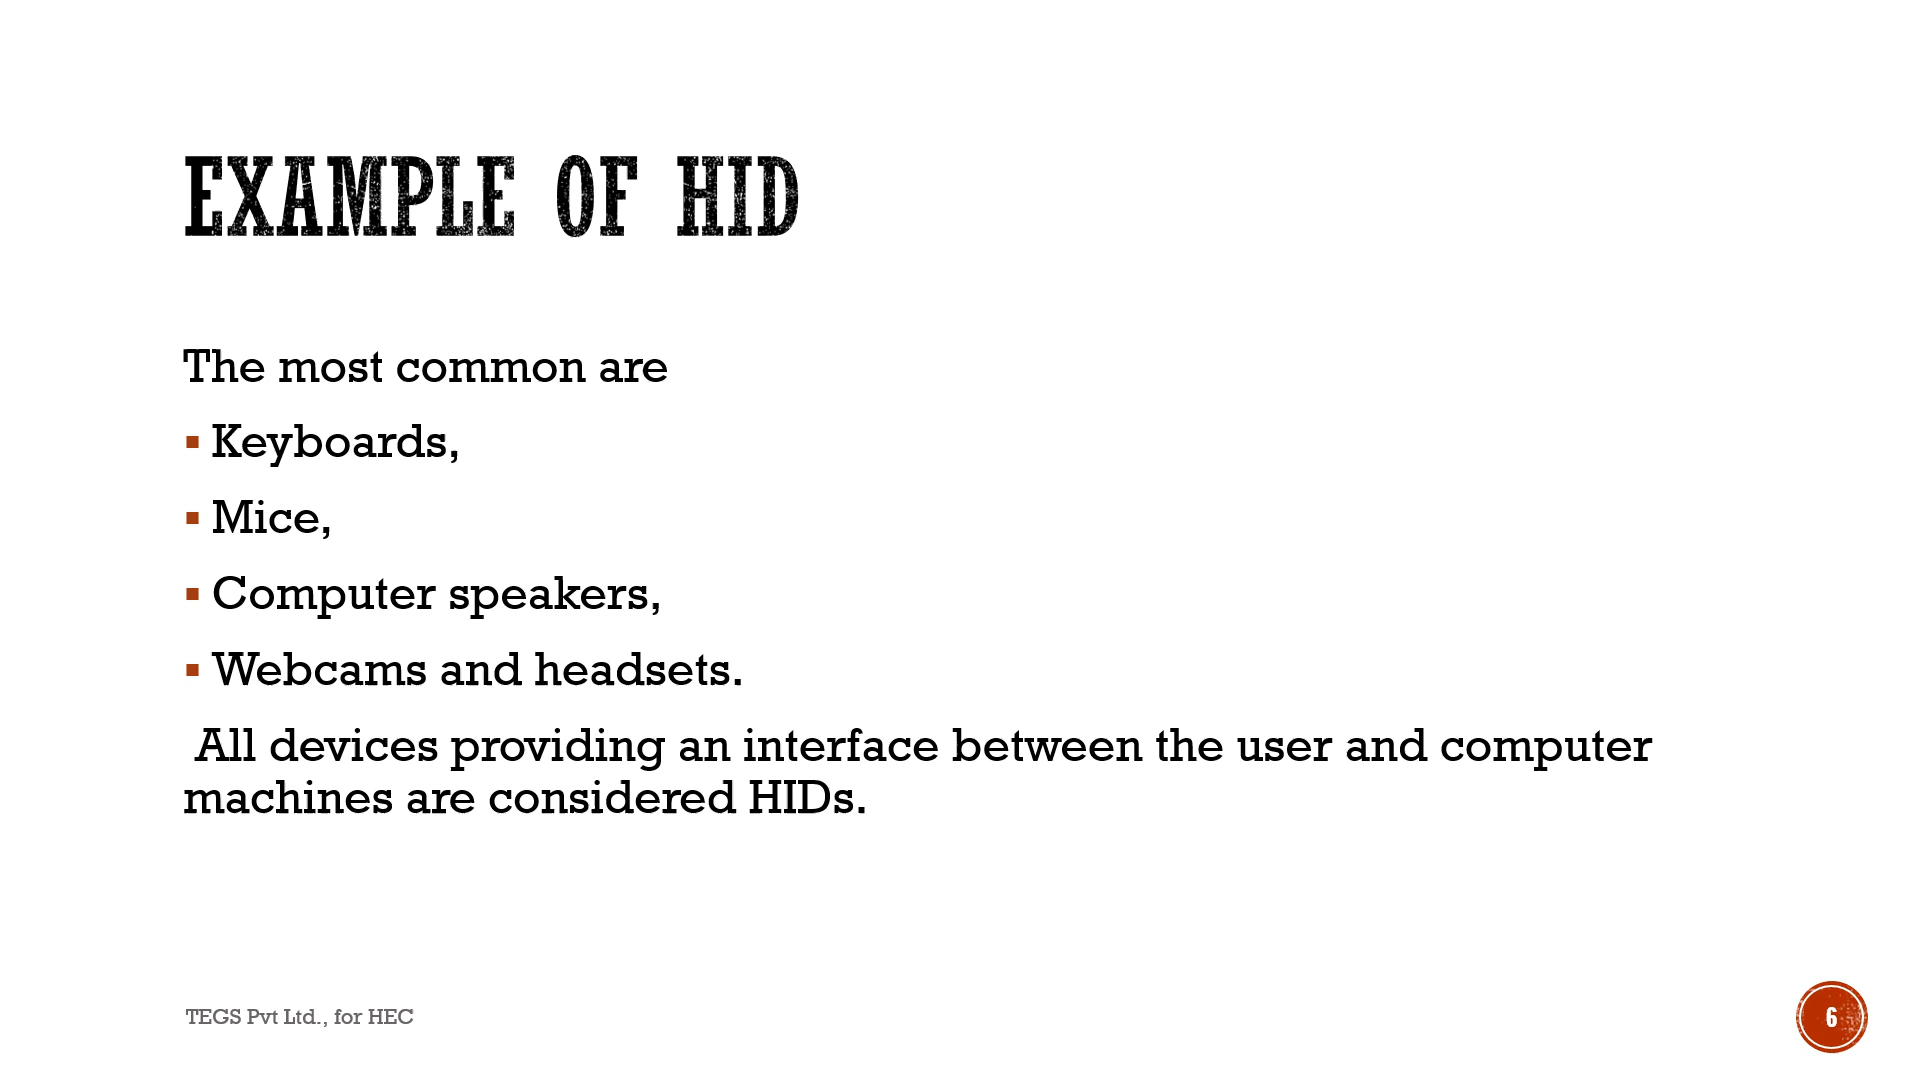 EXAMPLE OF HID
The most common are
▪ Keyboards,
▪ Mice,
▪ Computer speakers,
▪ Webcams and headsets.
All devices providing an interface between the user and computer
machines are considered HIDs.
TEGS Pvt Ltd., for HEC
6